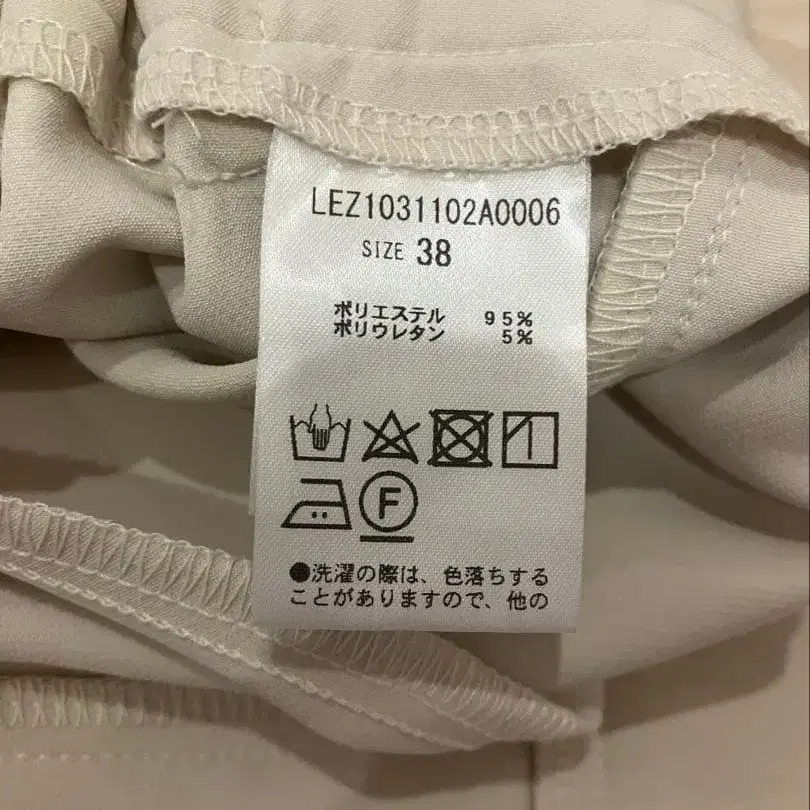 LEZ1031102A0006
SIZE 38
ポリエステル 95%
ポリウレタン 5%
F
●洗濯の際は、色落ちする
ことがありますので、他の